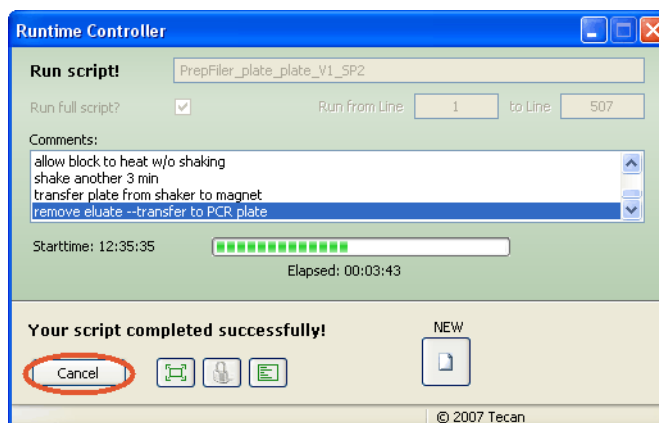 Runtime Controller
Run script!
PrepFiler_plate_plate_V1_SP2
Run full script?
Run from Line
1
to Line
507
Comments:
allow block to heat w/o shaking
shake another 3 min
transfer plate from shaker to magnet
remove eluate --transfer to PCR plate
Starttime: 12:35:35
Elapsed: 00:03:43
Your script completed successfully!
NEW
Cancel
© 2007 Tecan